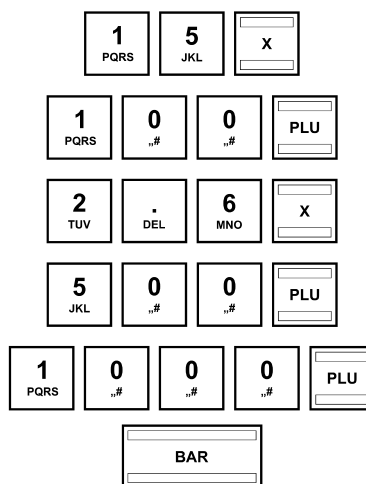 1 5 X
PQRS JKL
1 0 0 PLU
PQRS „# „#
2 . 6 X
TUV DEL MNO
5 0 0 PLU
JKL „# „#
1 0 0 0 PLU
PQRS „# „# „#
BAR